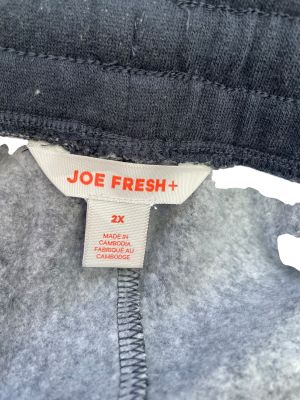 JOE FRESH+
2X
MADE IN
CAMBODIA
FABRIQUÉ AU
CAMBODGE